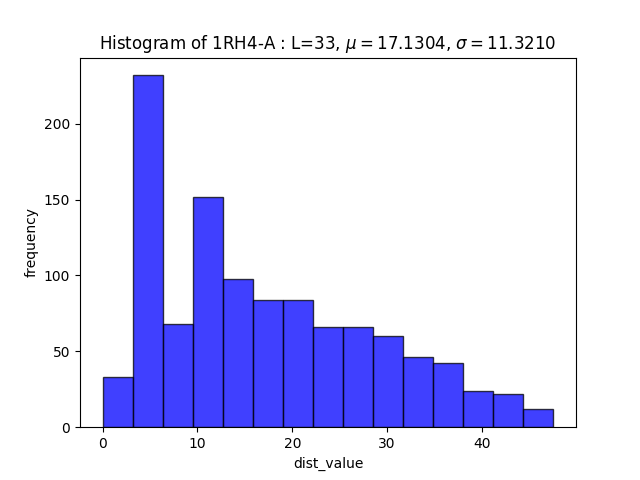 Histogram of 1RH4-A : L=33, μ = 17.1304, σ = 11.3210
frequency
200
150
100
50
0
0 10 20 30 40
dist_value